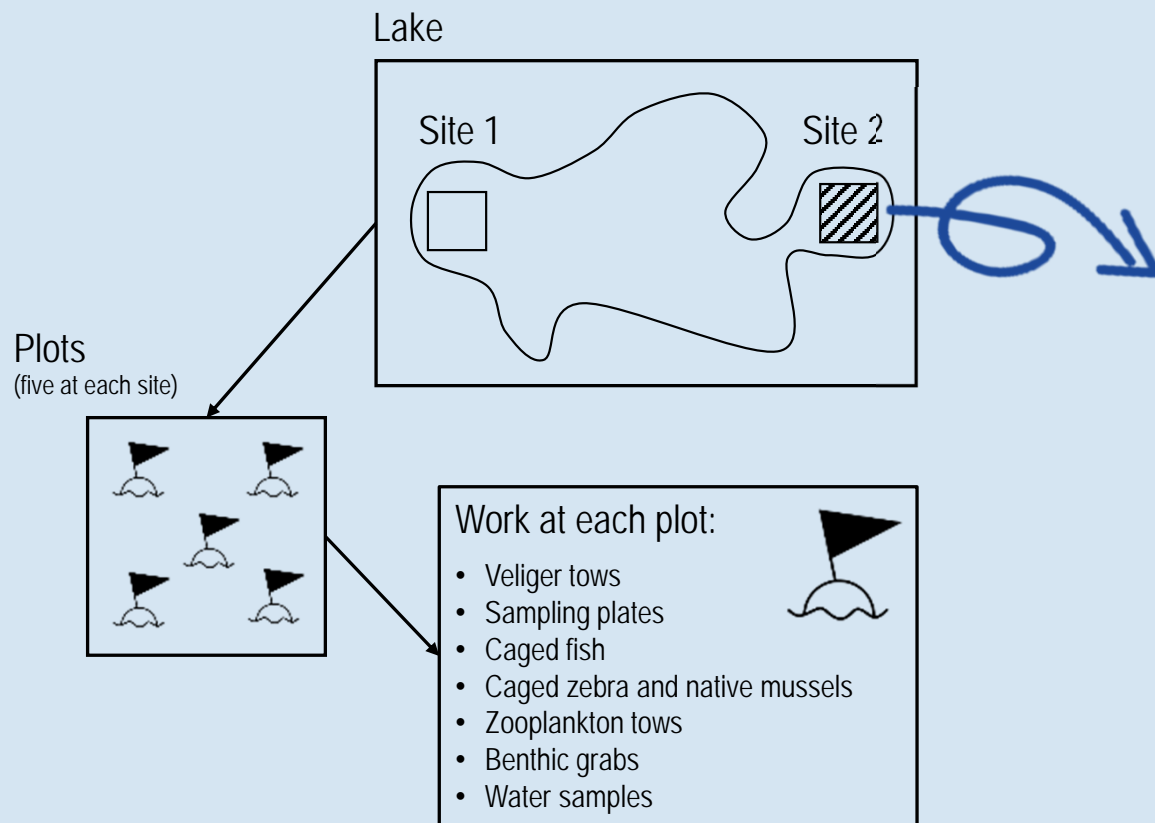 Lake
Site 1
Site 2
Plots
(five at each site)
Work at each plot:
• Veliger tows
• Sampling plates
• Caged fish
• Caged zebra and native mussels
• Zooplankton tows
• Benthic grabs
• Water samples